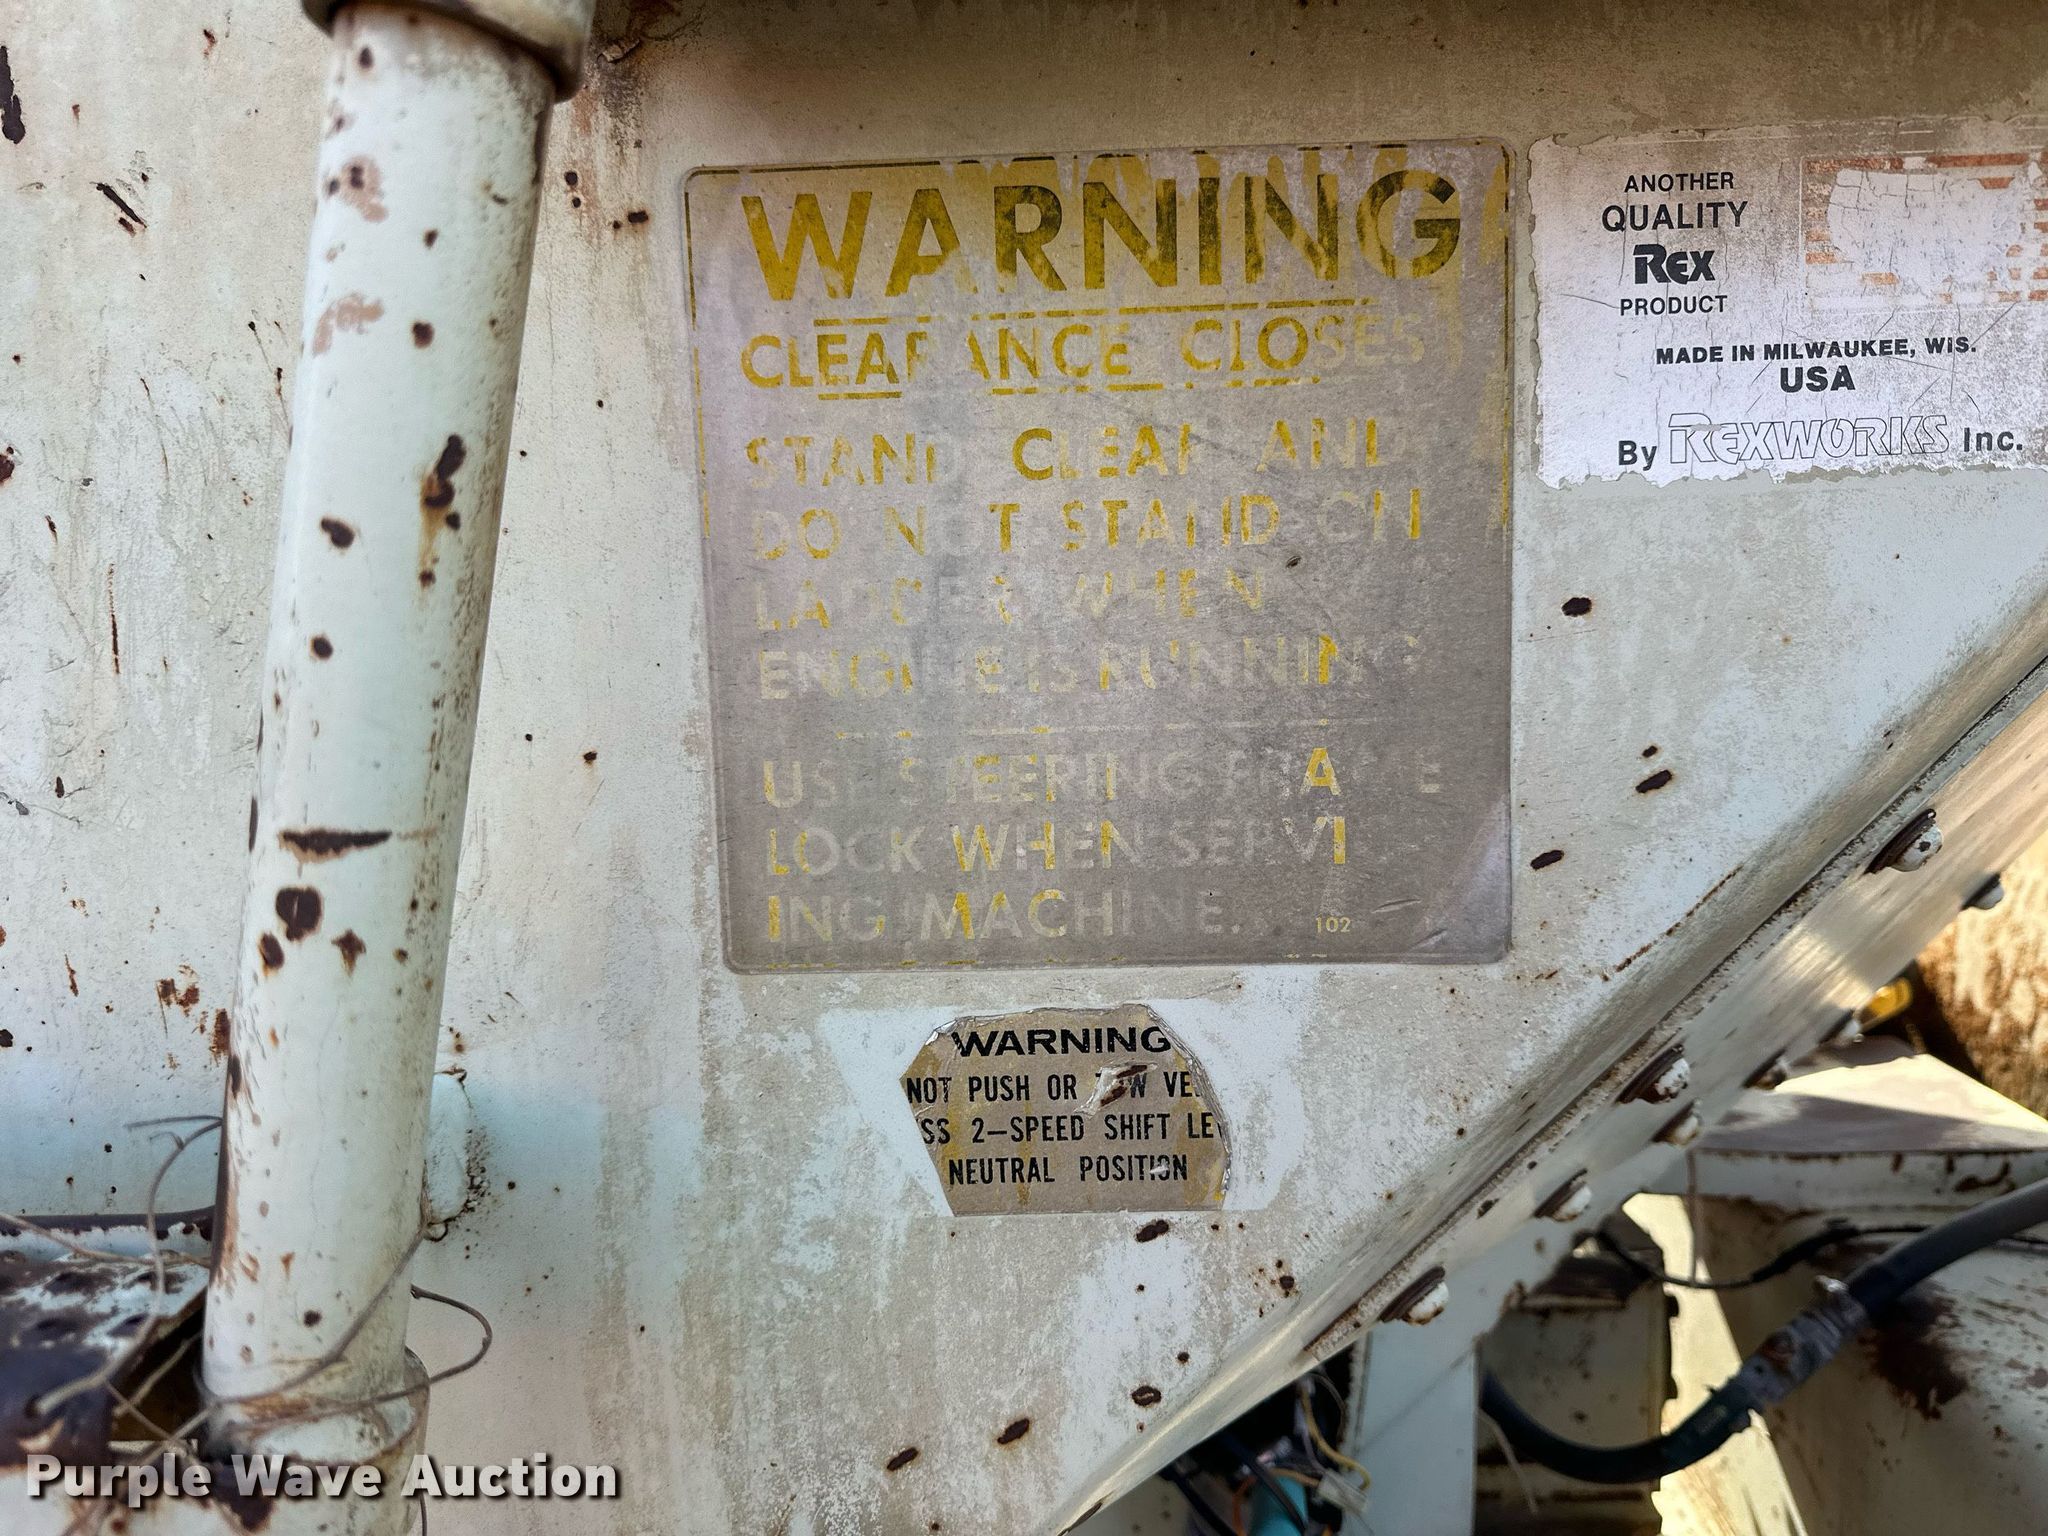 WARNING
CLEARANCE CLOSES
STAND CLEAR AND
DO NOT STAND ON
LADDER WHEN
ENGINE IS RUNNING
USE STEERING FRAME
LOCK WHEN SERVI
ING MACHINE.
102
ANOTHER
QUALITY
REX
PRODUCT
MADE IN MILWAUKEE, WIS.
USA
By REXWORKS Inc.
WARNING
NOT PUSH OR TOW VE
SS 2-SPEED SHIFT LEV
NEUTRAL POSITION
Purple Wave Auction